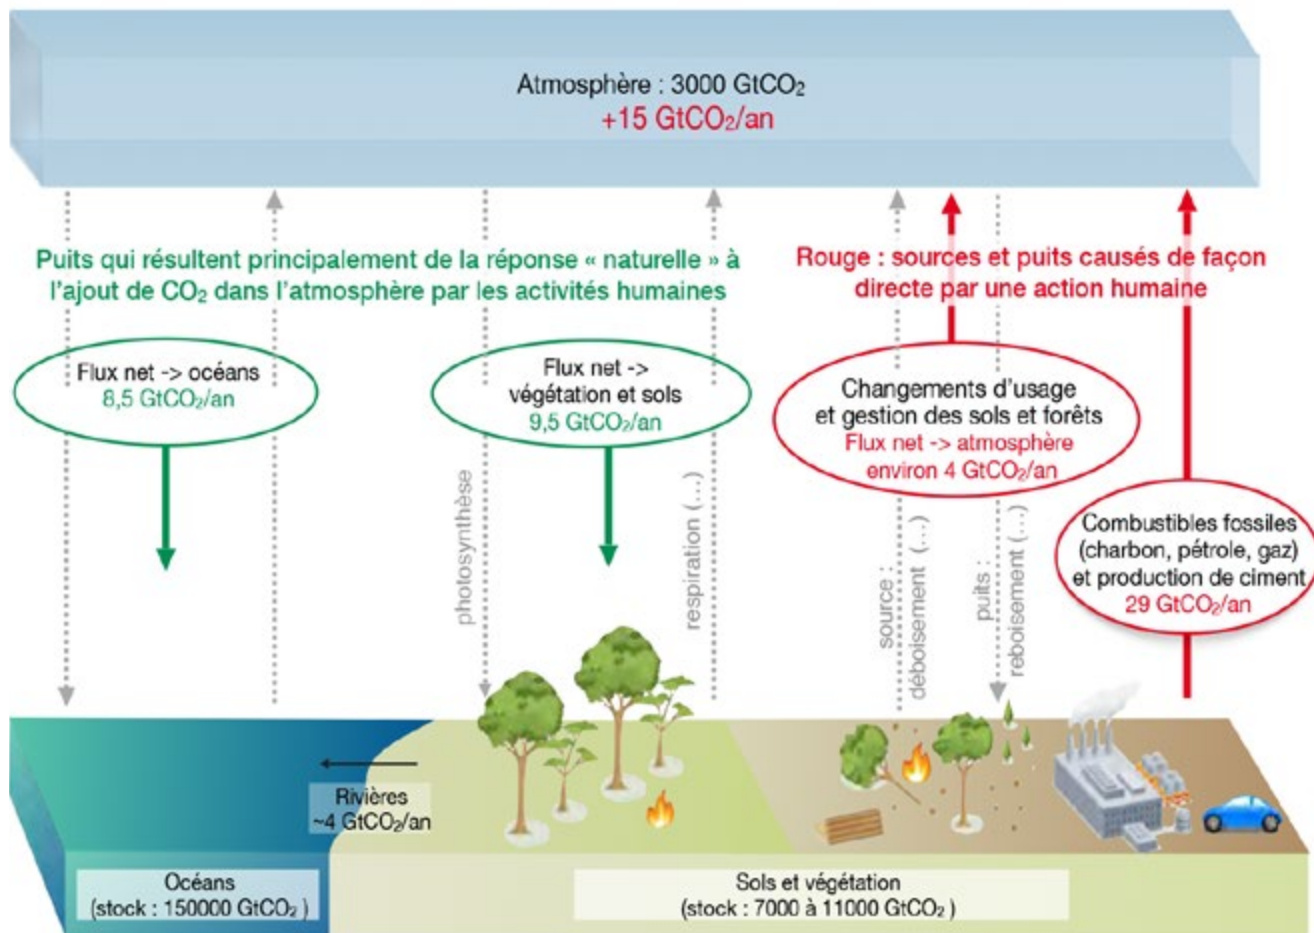 Atmosphère : 3000 GtCO₂
+15 GtCO₂/an
Puits qui résultent principalement de la réponse « naturelle » à
l’ajout de CO₂ dans l’atmosphère par les activités humaines
Rouge : sources et puits causés de façon
directe par une action humaine
Flux net -> océans
8,5 GtCO₂/an
Flux net ->
végétation et sols
9,5 GtCO₂/an
Changements d’usage
et gestion des sols et forêts
Flux net -> atmosphère
environ 4 GtCO₂/an
Combustibles fossiles
(charbon, pétrole, gaz)
et production de ciment
29 GtCO₂/an
photosynthèse
respiration (...)
source :
déboisement (...)
puits :
reboisement (...)
Rivières
~4 GtCO₂/an
Océans
(stock : 150000 GtCO₂ )
Sols et végétation
(stock : 7000 à 11000 GtCO₂ )